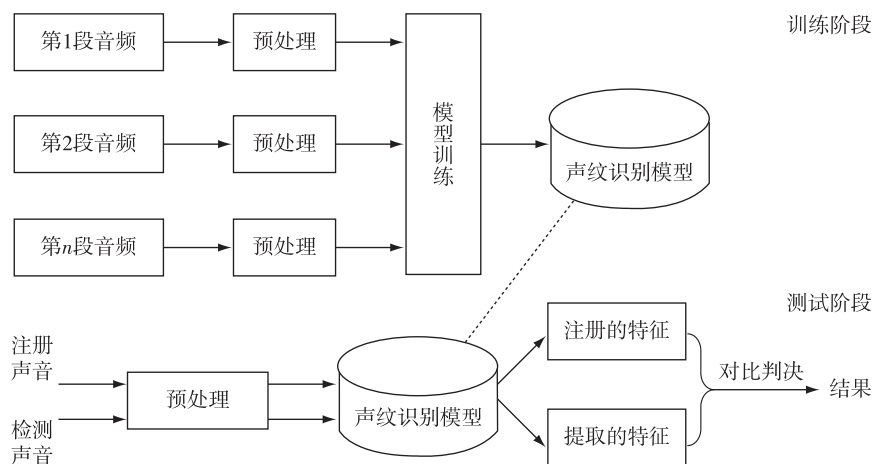 第1段音频
预处理
训练阶段
第2段音频
预处理
模型训练
声纹识别模型
第n段音频
预处理
测试阶段
注册
声音
检测
声音
预处理
声纹识别模型
注册的特征
提取的特征
对比判决
结果